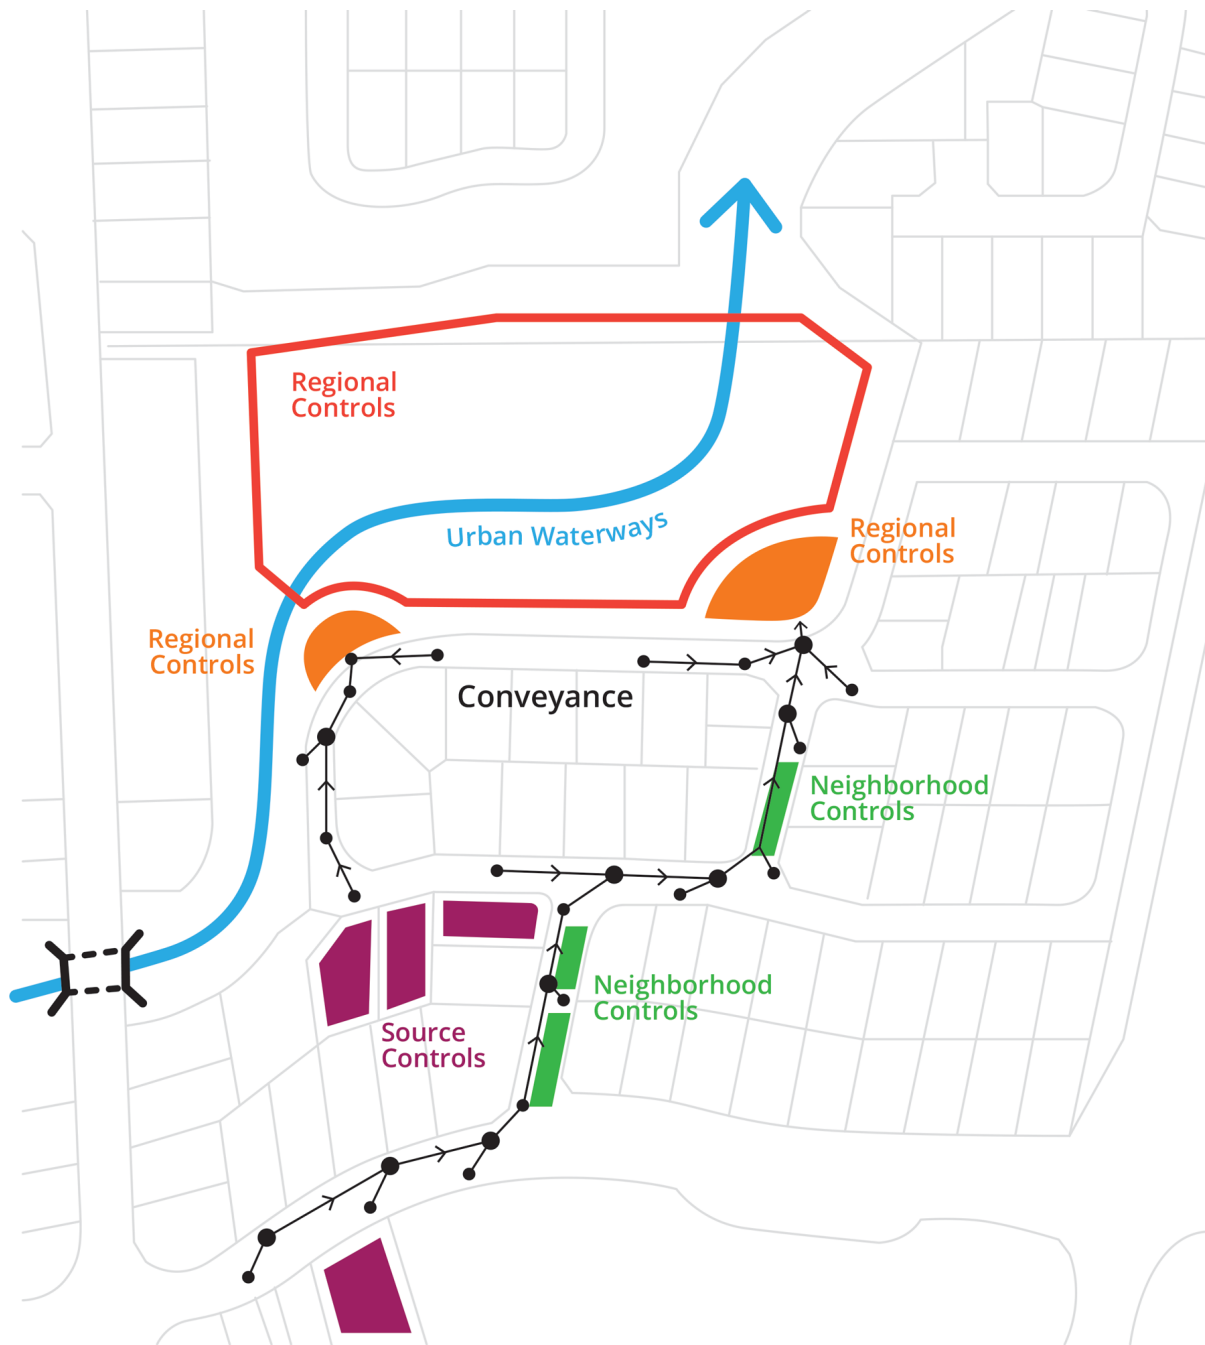 Regional
Controls
Urban Waterways
Regional
Controls
Regional
Controls
Conveyance
Neighborhood
Controls
Neighborhood
Controls
Source
Controls